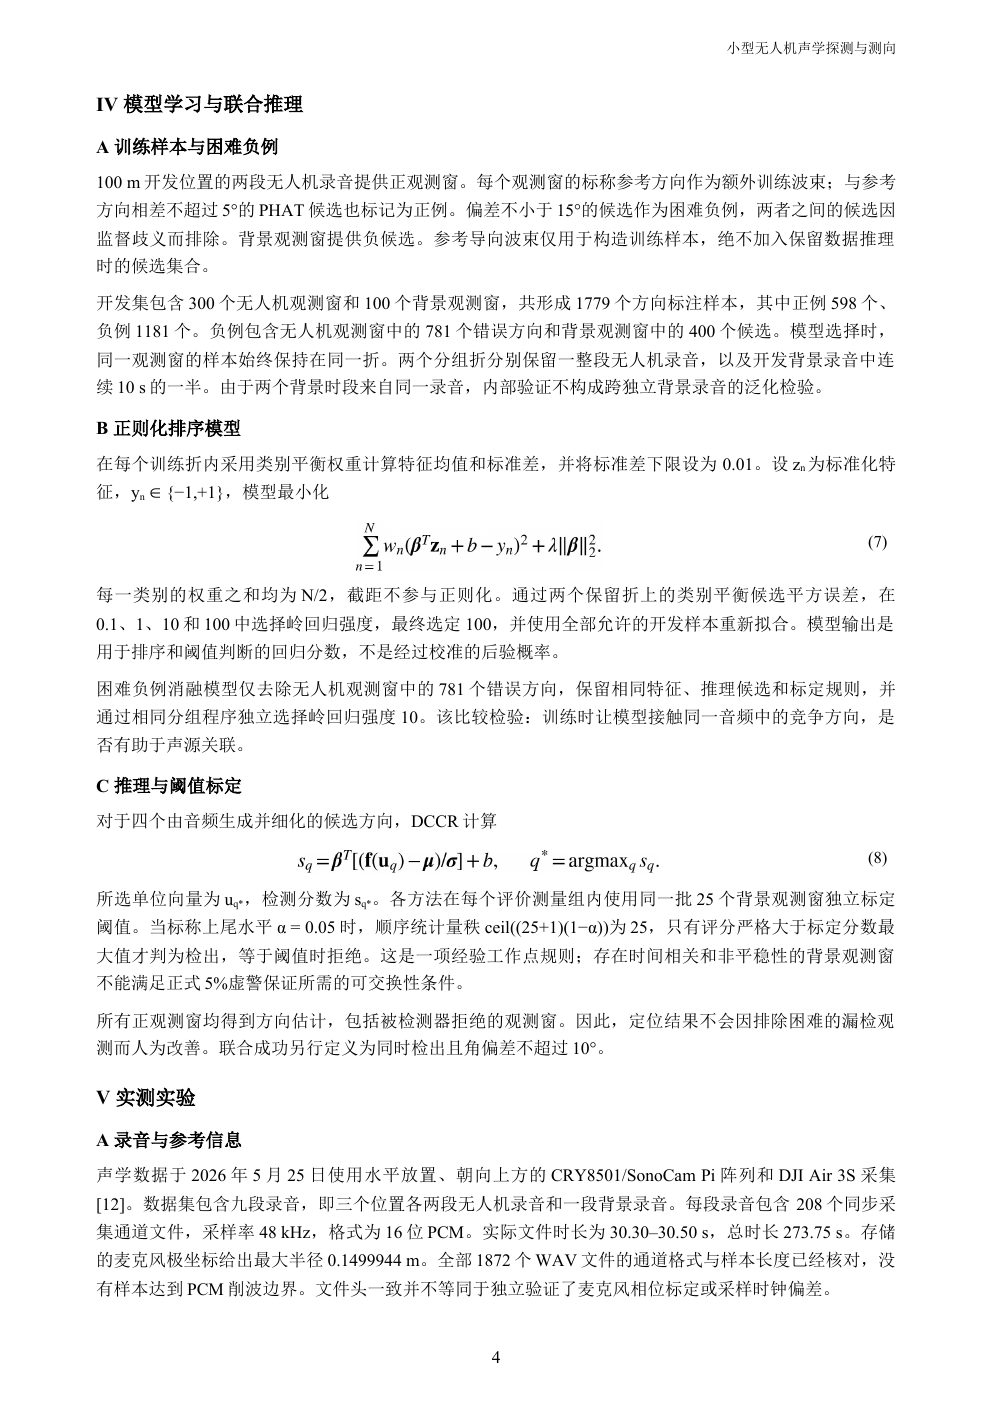 小型无人机声学探测与测向
IV 模型学习与联合推理
A 训练样本与困难负例
100 m 开发位置的两段无人机录音提供正观测窗。每个观测窗的标称参考方向作为额外训练波束；与参考
方向相差不超过 5°的 PHAT 候选也标记为正例。偏差不小于 15°的候选作为困难负例，两者之间的候选因
监督歧义而排除。背景观测窗提供负候选。参考导向波束仅用于构造训练样本，绝不加入保留数据推理
时的候选集合。
开发集包含 300 个无人机观测窗和 100 个背景观测窗，共形成 1779 个方向标注样本，其中正例 598 个、
负例 1181 个。负例包含无人机观测窗中的 781 个错误方向和背景观测窗中的 400 个候选。模型选择时，
同一观测窗的样本始终保持在同一折。两个分组折分别保留一整段无人机录音，以及开发背景录音中连
续 10 s 的一半。由于两个背景时段来自同一录音，内部验证不构成跨独立背景录音的泛化检验。
B 正则化排序模型
在每个训练折内采用类别平衡权重计算特征均值和标准差，并将标准差下限设为 0.01。设 zₙ为标准化特
征，yₙ ∈ {−1,+1}，模型最小化
∑_{n=1}^{N} wₙ(βᵀzₙ + b − yₙ)² + λ‖β‖₂². (7)
每一类别的权重之和均为 N/2，截距不参与正则化。通过两个保留折上的类别平衡候选平方误差，在
0.1、1、10 和 100 中选择岭回归强度，最终选定 100，并使用全部允许的开发样本重新拟合。模型输出是
用于排序和阈值判断的回归分数，不是经过校准的后验概率。
困难负例消融模型仅去除无人机观测窗中的 781 个错误方向，保留相同特征、推理候选和标定规则，并
通过相同分组程序独立选择岭回归强度 10。该比较检验：训练时让模型接触同一音频中的竞争方向，是
否有助于声源关联。
C 推理与阈值标定
对于四个由音频生成并细化的候选方向，DCCR 计算
s_q = βᵀ[(f(u_q) − μ)/σ] + b, q* = argmax_q s_q. (8)
所选单位向量为 u_q*，检测分数为 s_q*。各方法在每个评价测量组内使用同一批 25 个背景观测窗独立标定
阈值。当标称上尾水平 α = 0.05 时，顺序统计量秩 ceil((25+1)(1−α))为 25，只有评分严格大于标定分数最
大值才判为检出，等于阈值时拒绝。这是一项经验工作点规则；存在时间相关和非平稳性的背景观测窗
不能满足正式 5%虚警保证所需的可交换性条件。
所有正观测窗均得到方向估计，包括被检测器拒绝的观测窗。因此，定位结果不会因排除困难的漏检观
测而人为改善。联合成功另行定义为同时检出且角偏差不超过 10°。
V 实测实验
A 录音与参考信息
声学数据于 2026 年 5 月 25 日使用水平放置、朝向上方的 CRY8501/SonoCam Pi 阵列和 DJI Air 3S 采集
[12]。数据集包含九段录音，即三个位置各两段无人机录音和一段背景录音。每段录音包含 208 个同步采
集通道文件，采样率 48 kHz，格式为 16 位 PCM。实际文件时长为 30.30–30.50 s，总时长 273.75 s。存储
的麦克风极坐标给出最大半径 0.1499944 m。全部 1872 个 WAV 文件的通道格式与样本长度已经核对，没
有样本达到 PCM 削波边界。文件头一致并不等同于独立验证了麦克风相位标定或采样时钟偏差。
4